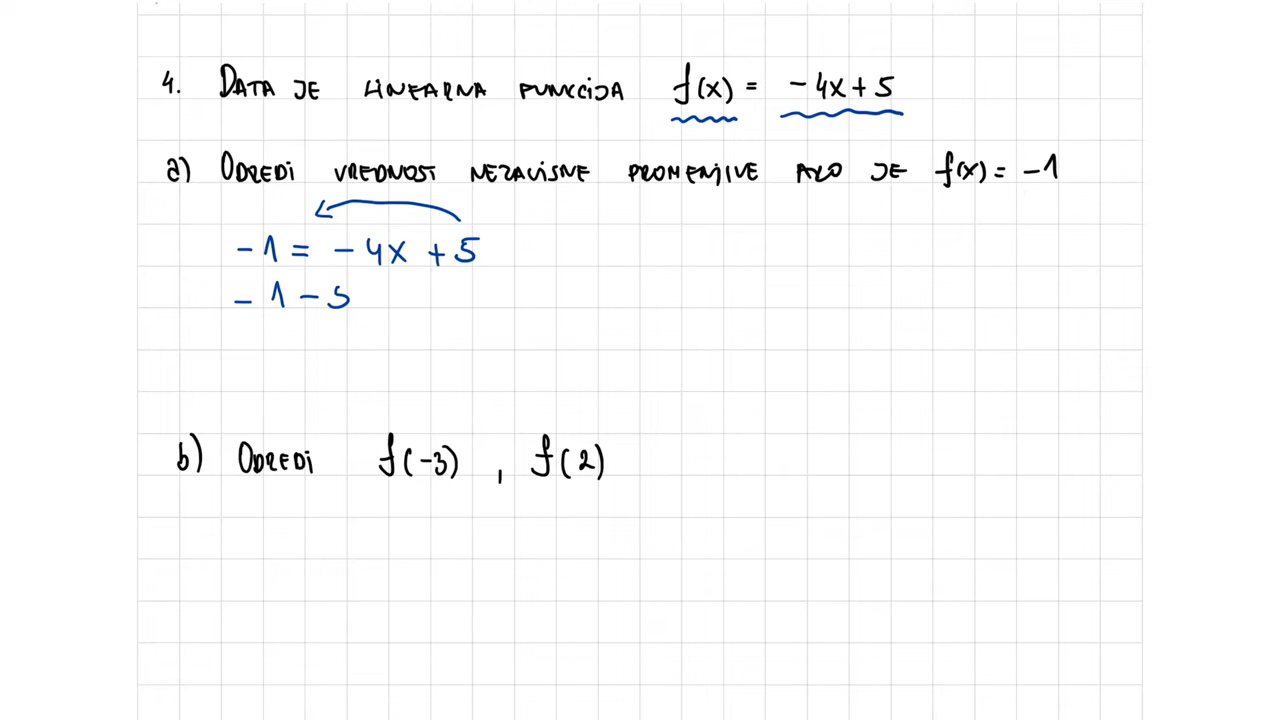 4. DATA JE LINEARNA FUNKCIJA f(x) = -4x+5
a) ODREDI VREDNOST NEZAVISNE PROMENJIVE AKO JE f(x) = -1
-1 = -4x +5
-1 -5
b) ODREDI f(-3) , f(2)